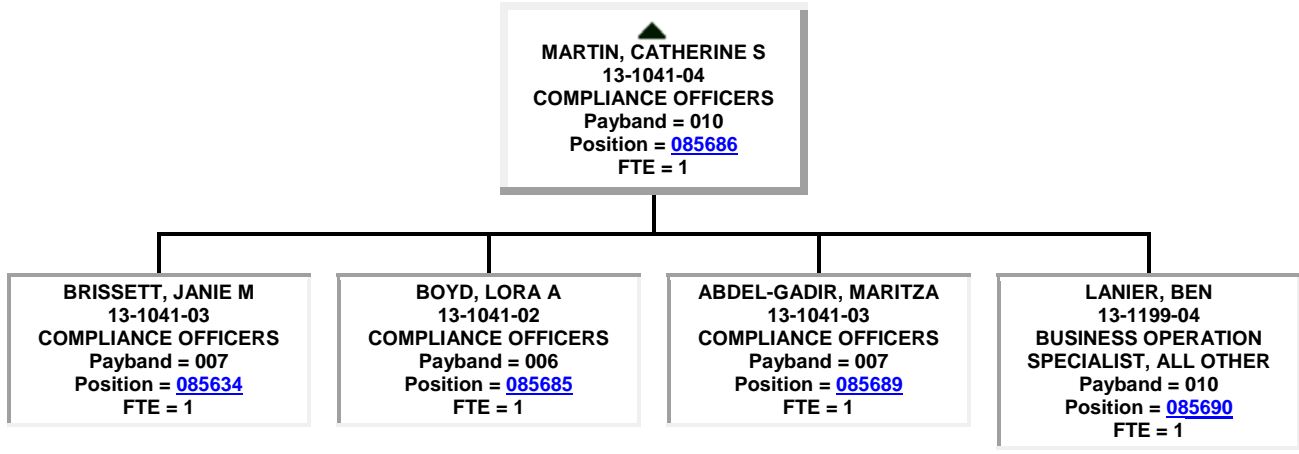 MARTIN, CATHERINE S
13-1041-04
COMPLIANCE OFFICERS
Payband = 010
Position = 085686
FTE = 1
BRISSETT, JANIE M
13-1041-03
COMPLIANCE OFFICERS
Payband = 007
Position = 085634
FTE = 1
BOYD, LORA A
13-1041-02
COMPLIANCE OFFICERS
Payband = 006
Position = 085685
FTE = 1
ABDEL-GADIR, MARITZA
13-1041-03
COMPLIANCE OFFICERS
Payband = 007
Position = 085689
FTE = 1
LANIER, BEN
13-1199-04
BUSINESS OPERATION
SPECIALIST, ALL OTHER
Payband = 010
Position = 085690
FTE = 1